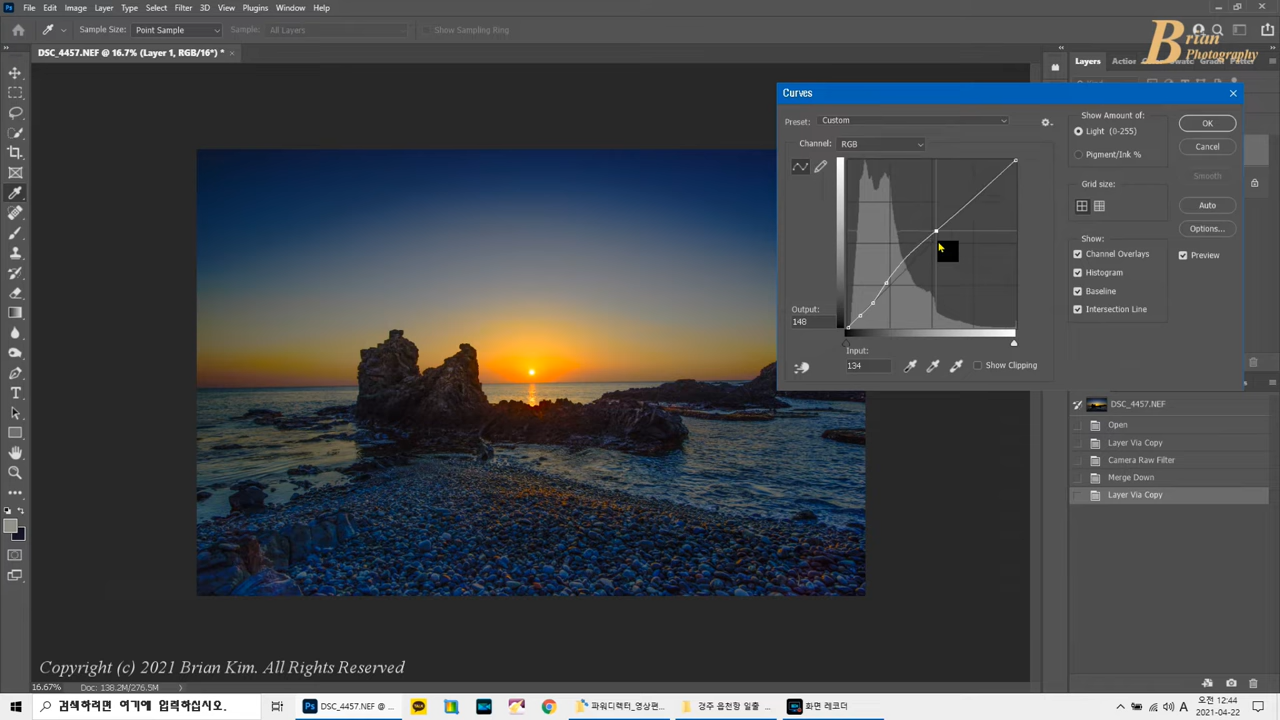 File Edit Image Layer Type Select Filter 3D View Plugins Window Help
Sample Size: Point Sample Sample: All Layers Show Sampling Ring
Brian
Photography
DSC_4457.NEF @ 16.7% (Layer 1, RGB/16*) * ×
Layers Action
Curves
Preset: Custom
Channel: RGB
Output:
148
Input:
134
Show Clipping
Show Amount of:
Light (0-255)
Pigment/Ink %
Grid size:
Show:
Channel Overlays
Histogram
Baseline
Intersection Line
OK
Cancel
Smooth
Auto
Options...
Preview
DSC_4457.NEF
Open
Layer Via Copy
Camera Raw Filter
Merge Down
Layer Via Copy
Copyright (c) 2021 Brian Kim. All Rights Reserved
16.67% Doc: 138.2M/276.5M
검색하려면 여기에 입력하십시오.
Ps DSC_4457.NEF @ ...
파워디렉터_영상편...
경주 읍천항 일출 ...
화면 레코더
A
오전 12:44
2021-04-22